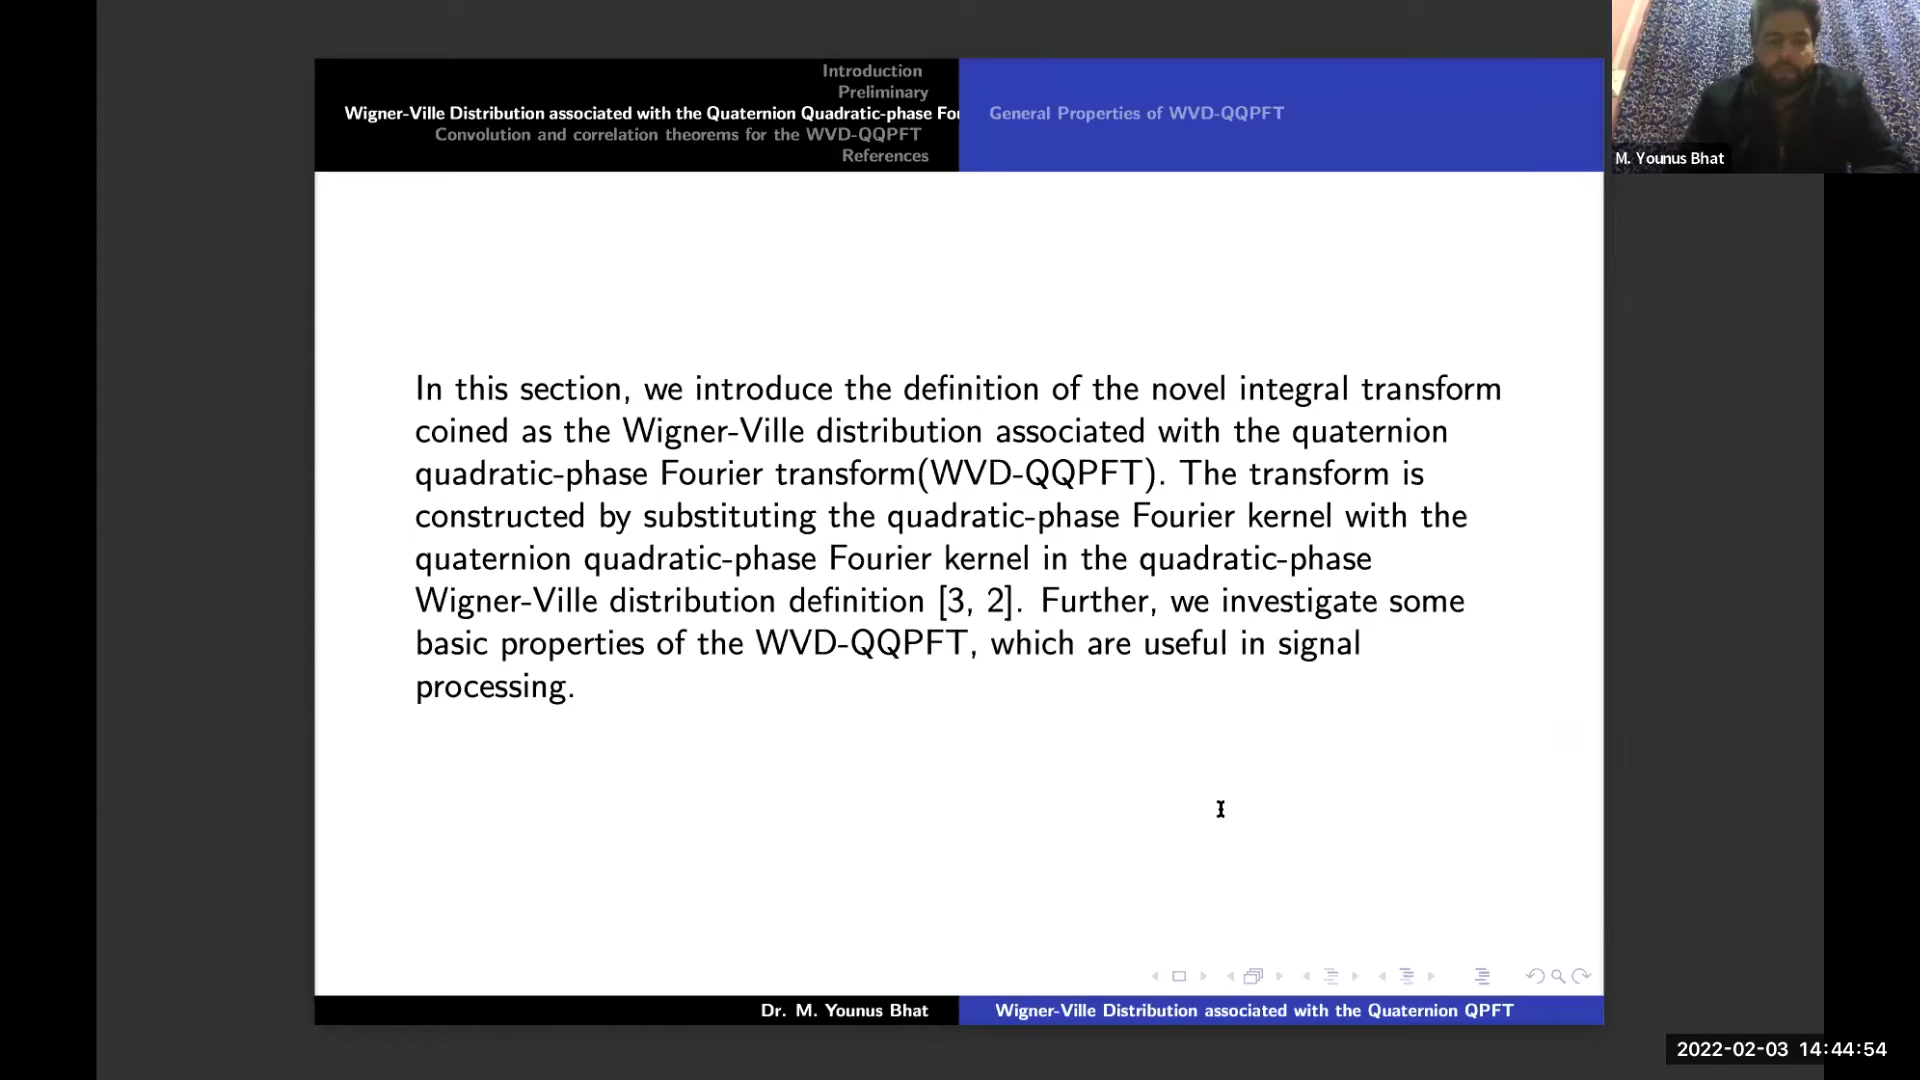 Introduction
Preliminary
Wigner-Ville Distribution associated with the Quaternion Quadratic-phase Fou
Convolution and correlation theorems for the WVD-QQPFT
References
General Properties of WVD-QQPFT
M. Younus Bhat
In this section, we introduce the definition of the novel integral transform
coined as the Wigner-Ville distribution associated with the quaternion
quadratic-phase Fourier transform(WVD-QQPFT). The transform is
constructed by substituting the quadratic-phase Fourier kernel with the
quaternion quadratic-phase Fourier kernel in the quadratic-phase
Wigner-Ville distribution definition [3, 2]. Further, we investigate some
basic properties of the WVD-QQPFT, which are useful in signal
processing.
Dr. M. Younus Bhat
Wigner-Ville Distribution associated with the Quaternion QPFT
2022-02-03 14:44:54